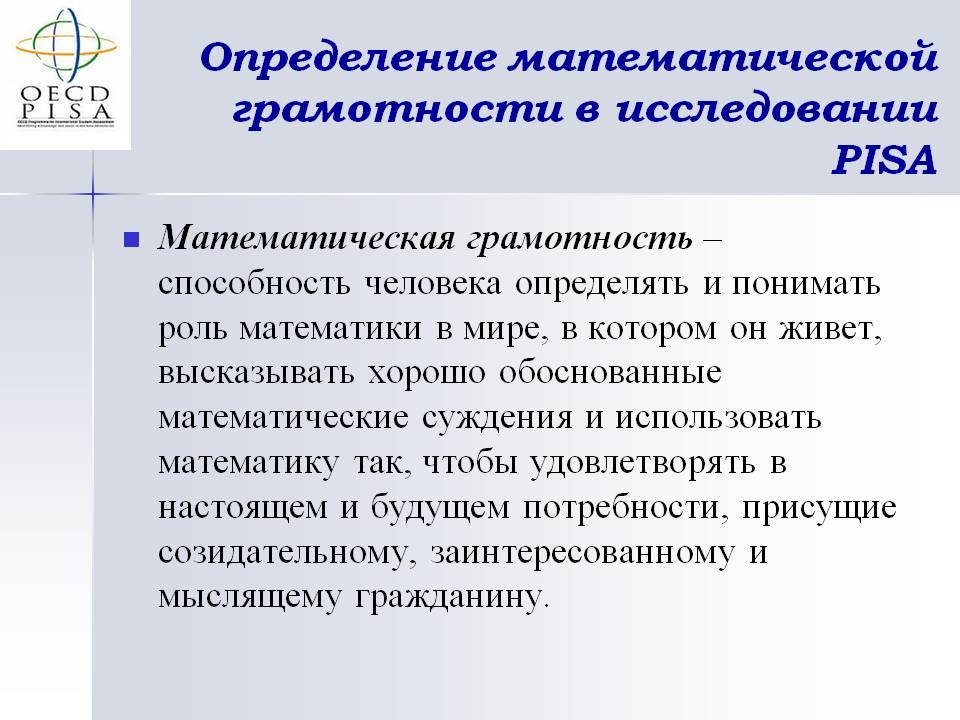 OECD
PISA
Определение математической
грамотности в исследовании
PISA
Математическая грамотность –
способность человека определять и понимать
роль математики в мире, в котором он живет,
высказывать хорошо обоснованные
математические суждения и использовать
математику так, чтобы удовлетворять в
настоящем и будущем потребности, присущие
созидательному, заинтересованному и
мыслящему гражданину.